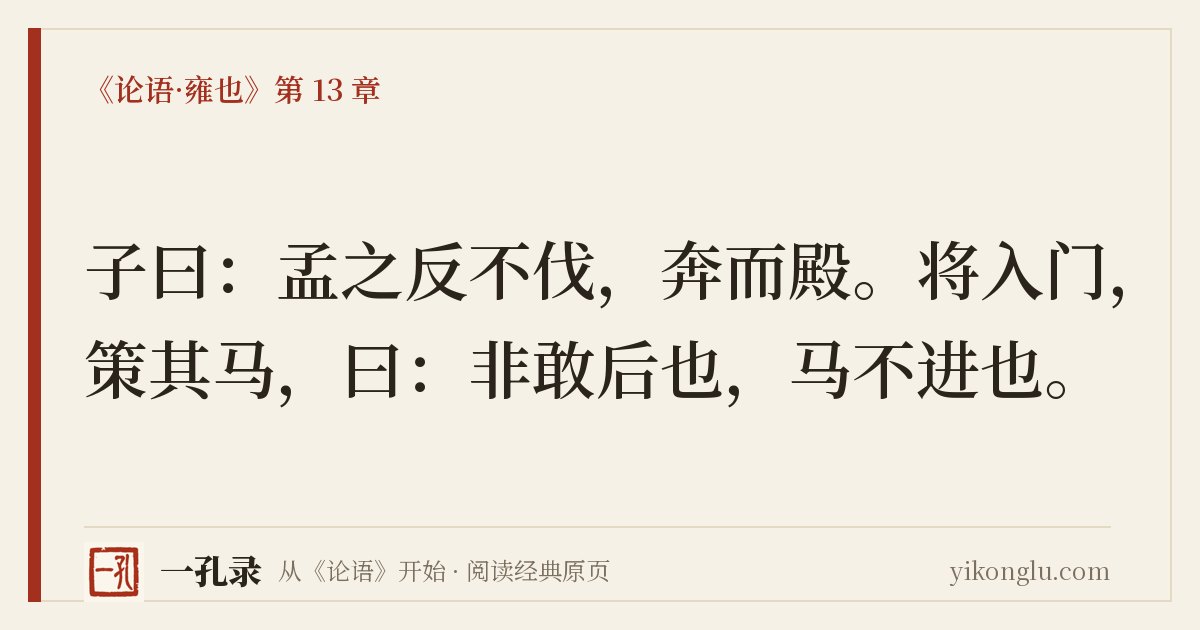 《论语·雍也》第 13 章
子曰：孟之反不伐，奔而殿。将入门，
策其马，曰：非敢后也，马不进也。
一孔
一孔录 从《论语》开始 · 阅读经典原页 yikonglu.com